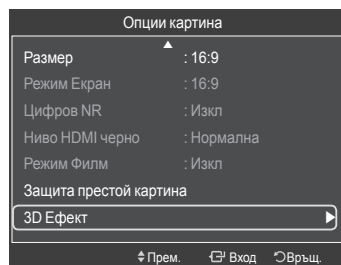 Опции картина
Размер : 16:9
Режим Екран : 16:9
Цифров NR : Изкл
Ниво HDMI черно : Нормална
Режим Филм : Изкл
Защита престой картина
3D Ефект
Прем. Вход Връщ.